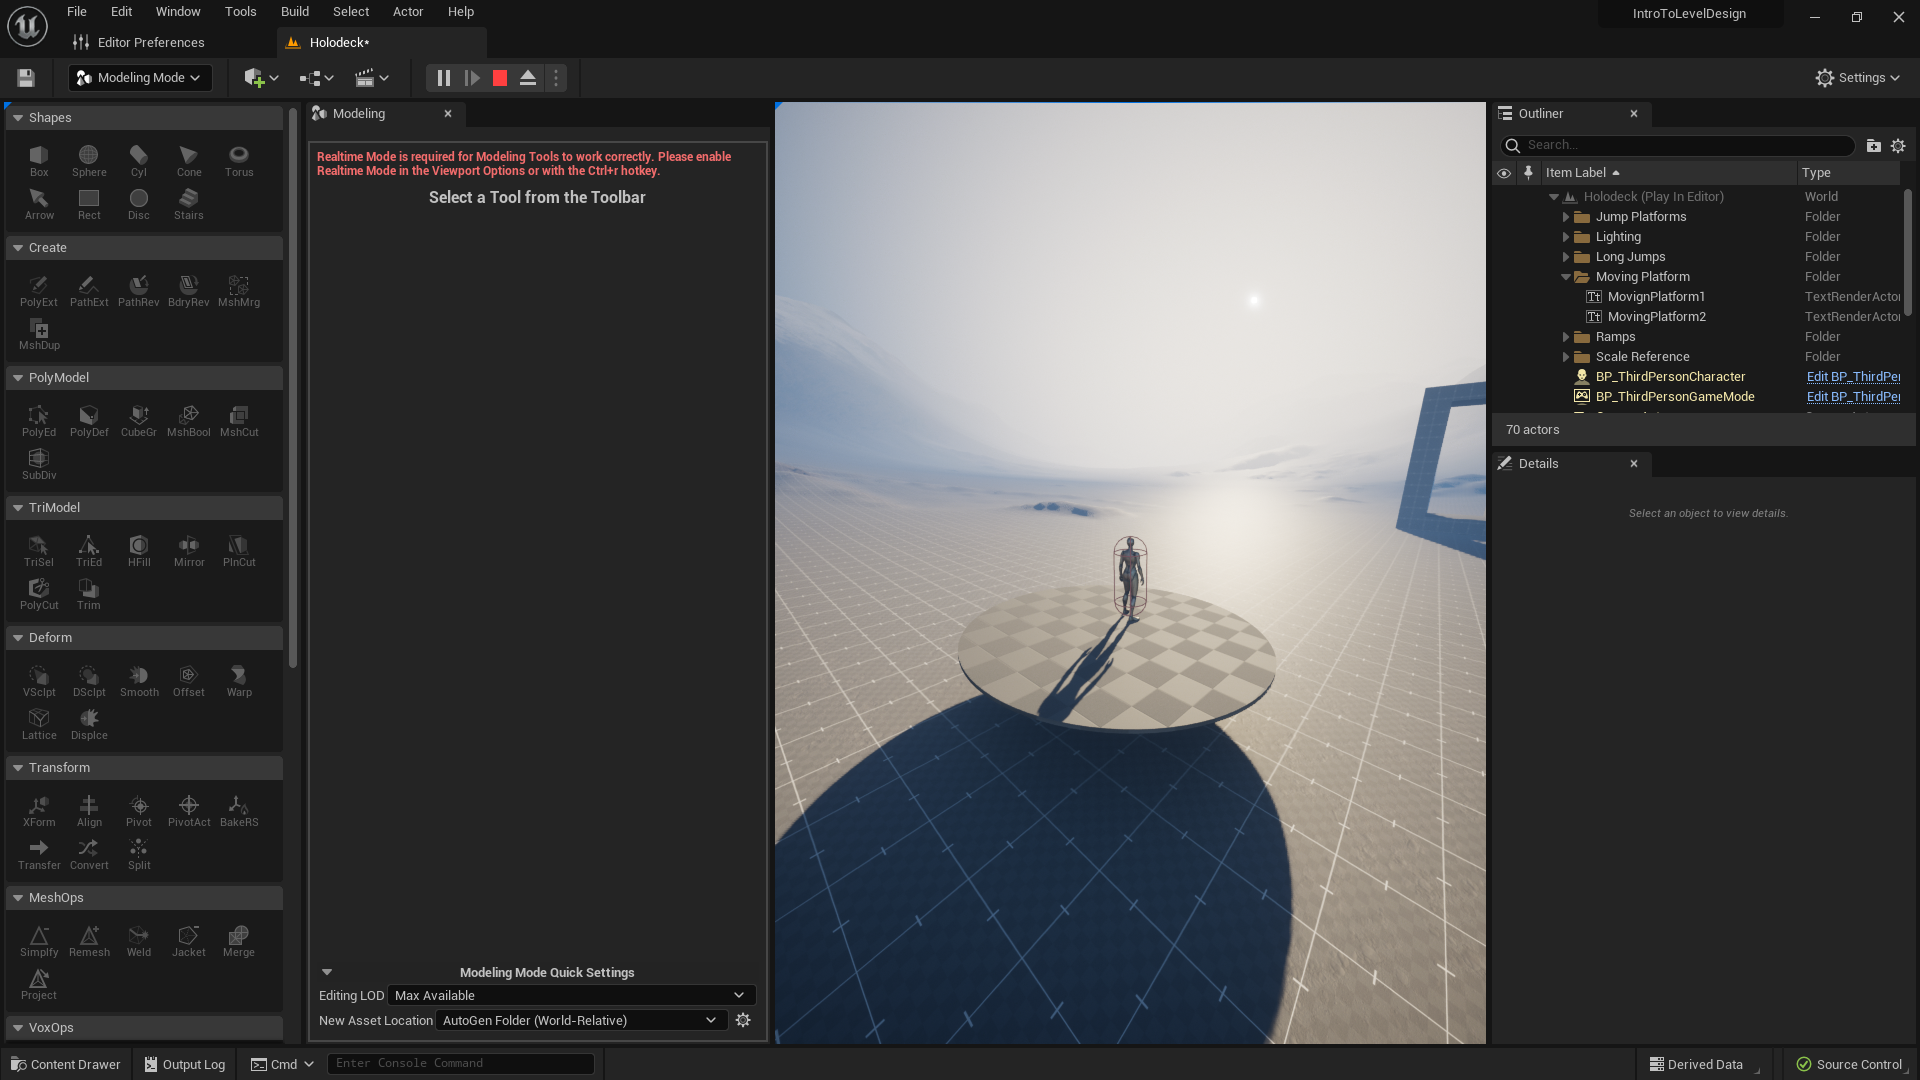 File Edit Window Tools Build Select Actor Help
IntroToLevelDesign
Editor Preferences
Holodeck*
Modeling Mode
Settings
Shapes
Box Sphere Cyl Cone Torus
Arrow Rect Disc Stairs
Create
PolyExt PathExt PathRev BdryRev MshMrg
MshDup
PolyModel
PolyEd PolyDef CubeGr MshBool MshCut
SubDiv
TriModel
TriSel TriEd HFill Mirror PlnCut
PolyCut Trim
Deform
VSclpt DSclpt Smooth Offset Warp
Lattice Displce
Transform
XForm Align Pivot PivotAct BakeRS
Transfer Convert Split
MeshOps
Simplfy Remesh Weld Jacket Merge
Project
VoxOps
Modeling
Realtime Mode is required for Modeling Tools to work correctly. Please enable
Realtime Mode in the Viewport Options or with the Ctrl+r hotkey.
Select a Tool from the Toolbar
Modeling Mode Quick Settings
Editing LOD Max Available
New Asset Location AutoGen Folder (World-Relative)
Outliner
Search...
Item Label Type
Holodeck (Play In Editor) World
Jump Platforms Folder
Lighting Folder
Long Jumps Folder
Moving Platform Folder
MovignPlatform1 TextRenderActo
MovingPlatform2 TextRenderActo
Ramps Folder
Scale Reference Folder
BP_ThirdPersonCharacter Edit BP_ThirdPer
BP_ThirdPersonGameMode Edit BP_ThirdPer
70 actors
Details
Select an object to view details.
Content Drawer Output Log Cmd Enter Console Command
Derived Data Source Control